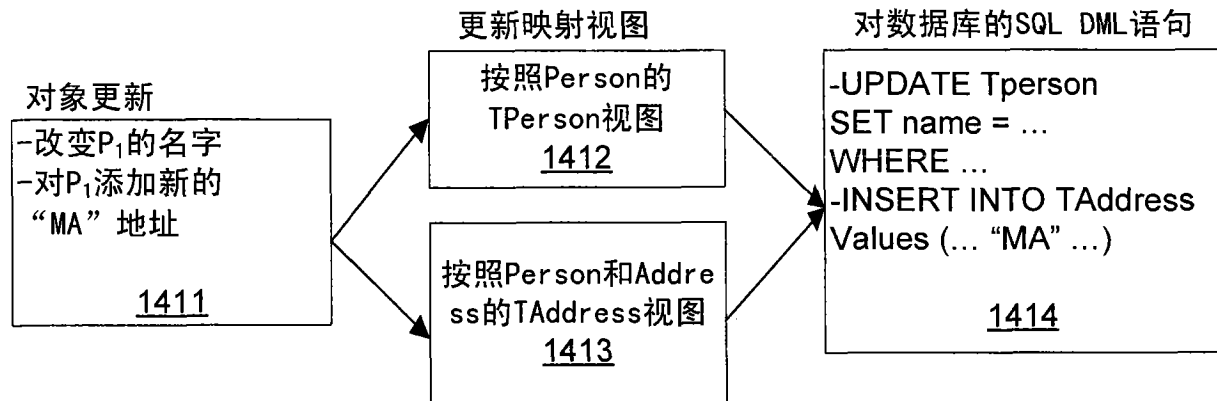 对象更新
-改变P₁的名字
-对P₁添加新的
“MA”地址
1411
更新映射视图
按照Person的
TPerson视图
1412
按照Person和Addre
ss的TAddress视图
1413
对数据库的SQL DML语句
-UPDATE Tperson
SET name = ...
WHERE ...
-INSERT INTO TAddress
Values (... “MA” ...)
1414